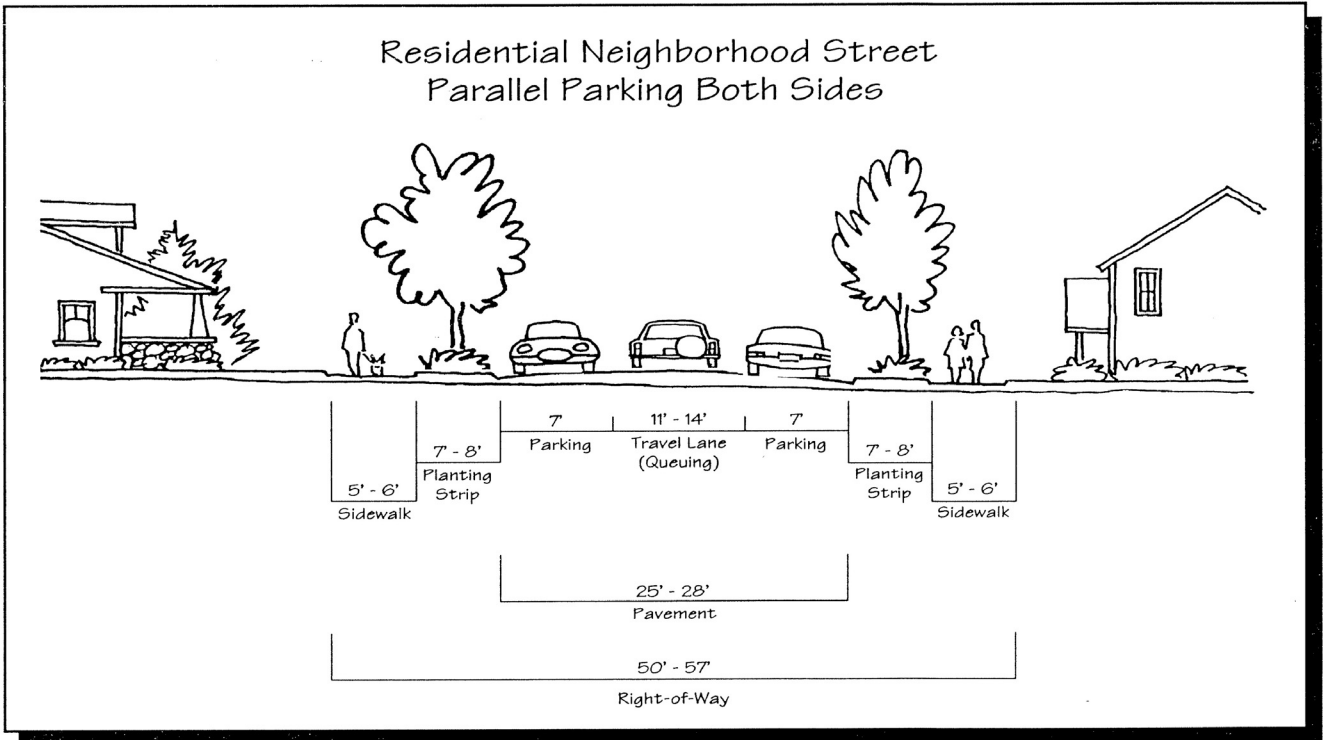 Residential Neighborhood Street
Parallel Parking Both Sides
7' 11' - 14' 7'
Parking Travel Lane Parking
(Queuing)
7' - 8' 7' - 8'
Planting Planting
Strip Strip
5' - 6' 5' - 6'
Sidewalk Sidewalk
25' - 28'
Pavement
50' - 57'
Right-of-Way